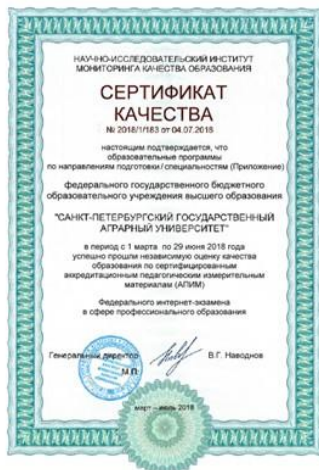 НАУЧНО-ИССЛЕДОВАТЕЛЬСКИЙ ИНСТИТУТ
МОНИТОРИНГА КАЧЕСТВА ОБРАЗОВАНИЯ
СЕРТИФИКАТ
КАЧЕСТВА
№ 2018/1/183 от 04.07.2018
настоящим подтверждается, что
образовательные программы
по направлениям подготовки/специальностям (Приложение)
федерального государственного бюджетного
образовательного учреждения высшего образования
"САНКТ-ПЕТЕРБУРГСКИЙ ГОСУДАРСТВЕННЫЙ
АГРАРНЫЙ УНИВЕРСИТЕТ"
в период с 1 марта по 29 июня 2018 года
успешно прошли независимую оценку качества
образования по сертифицированным
аккредитационным педагогическим измерительным
материалам (АПИМ)
Федерального интернет-экзамена
в сфере профессионального образования
Генеральный директор В.Г. Наводнов
М.П.
март – июль 2018